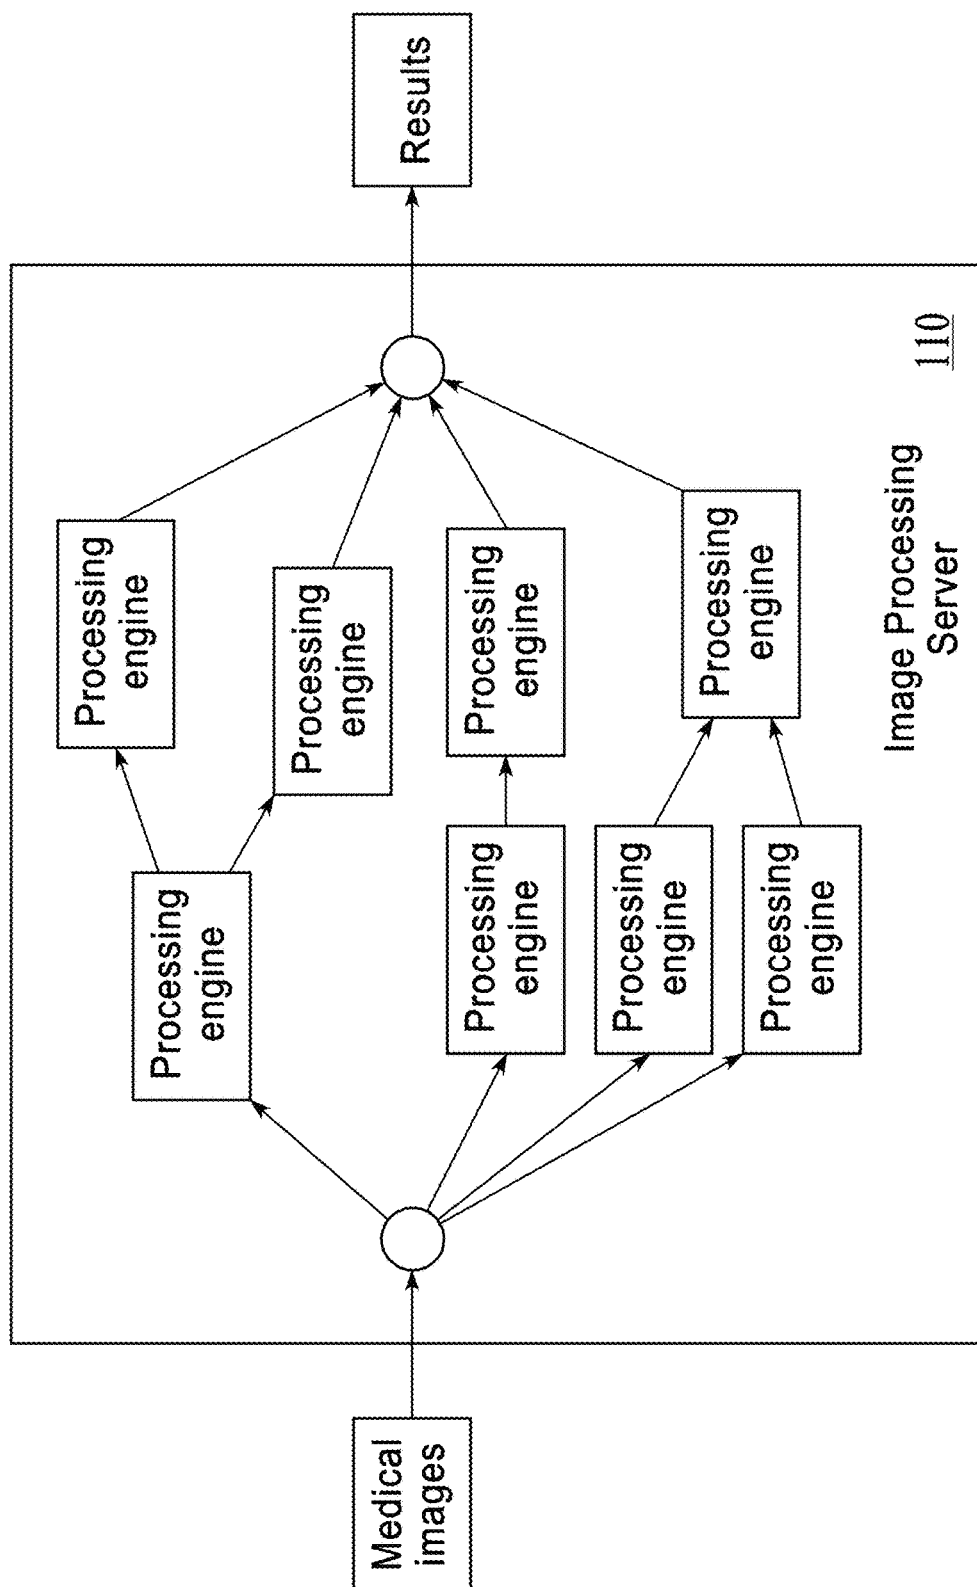 Medical
images
Processing
engine
Processing
engine
Processing
engine
Processing
engine
Processing
engine
Processing
engine
Processing
engine
Processing
engine
Results
Image Processing
Server
110